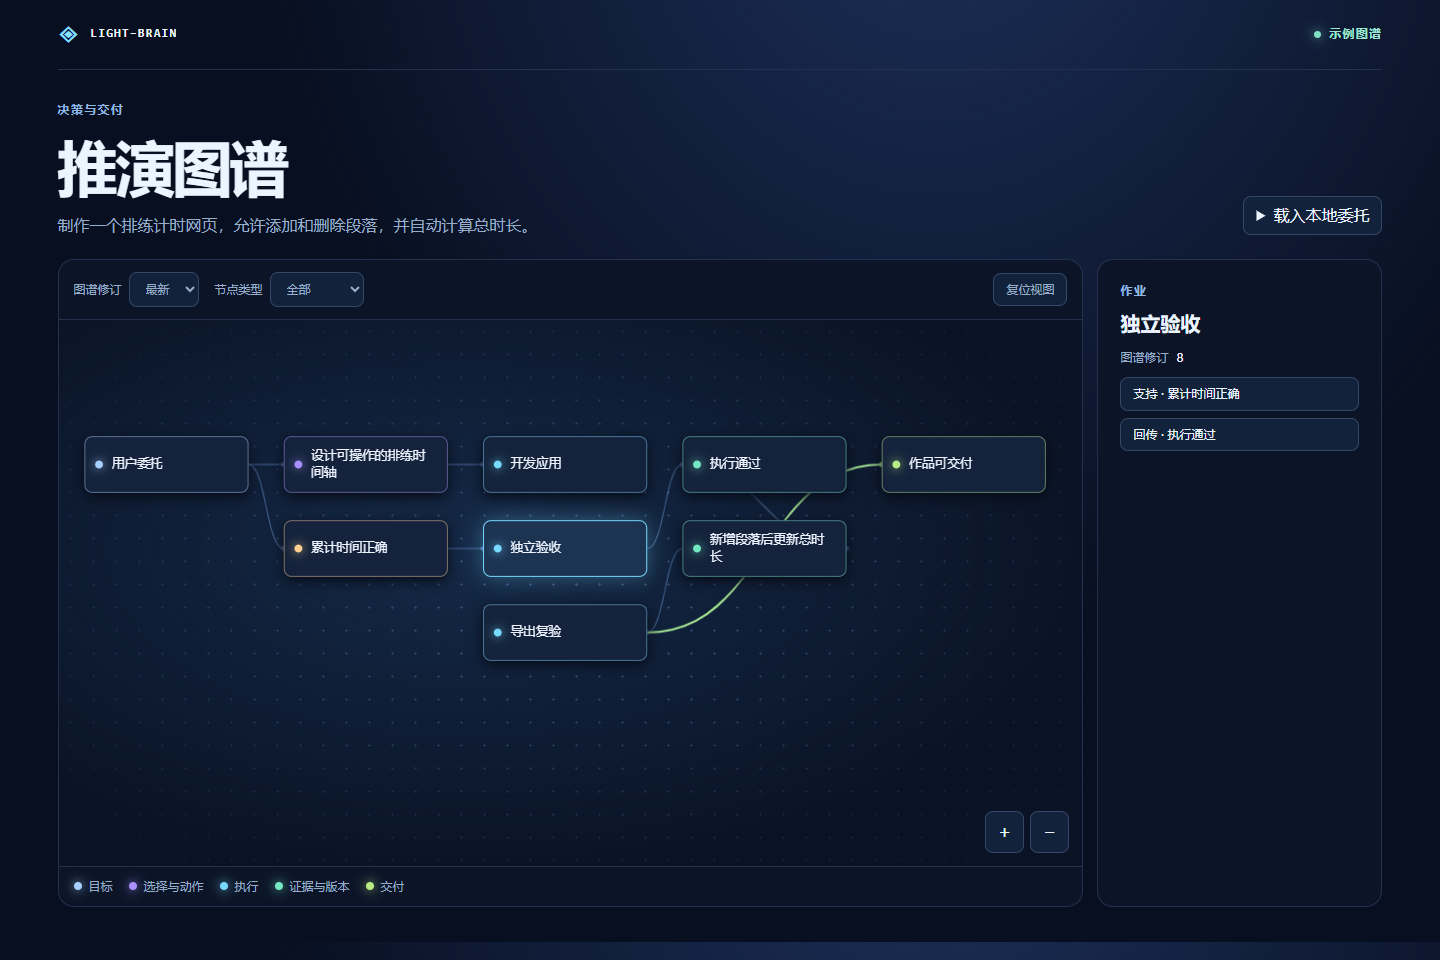 LIGHT-BRAIN
示例图谱
决策与交付
推演图谱
制作一个排练计时网页，允许添加和删除段落，并自动计算总时长。
▶ 载入本地委托
图谱修订 最新 节点类型 全部 复位视图
用户委托
设计可操作的排练时
间轴
开发应用
执行通过
作品可交付
累计时间正确
独立验收
新增段落后更新总时
长
导出复验
+ −
目标 选择与动作 执行 证据与版本 交付
作业
独立验收
图谱修订 8
支持 · 累计时间正确
回传 · 执行通过